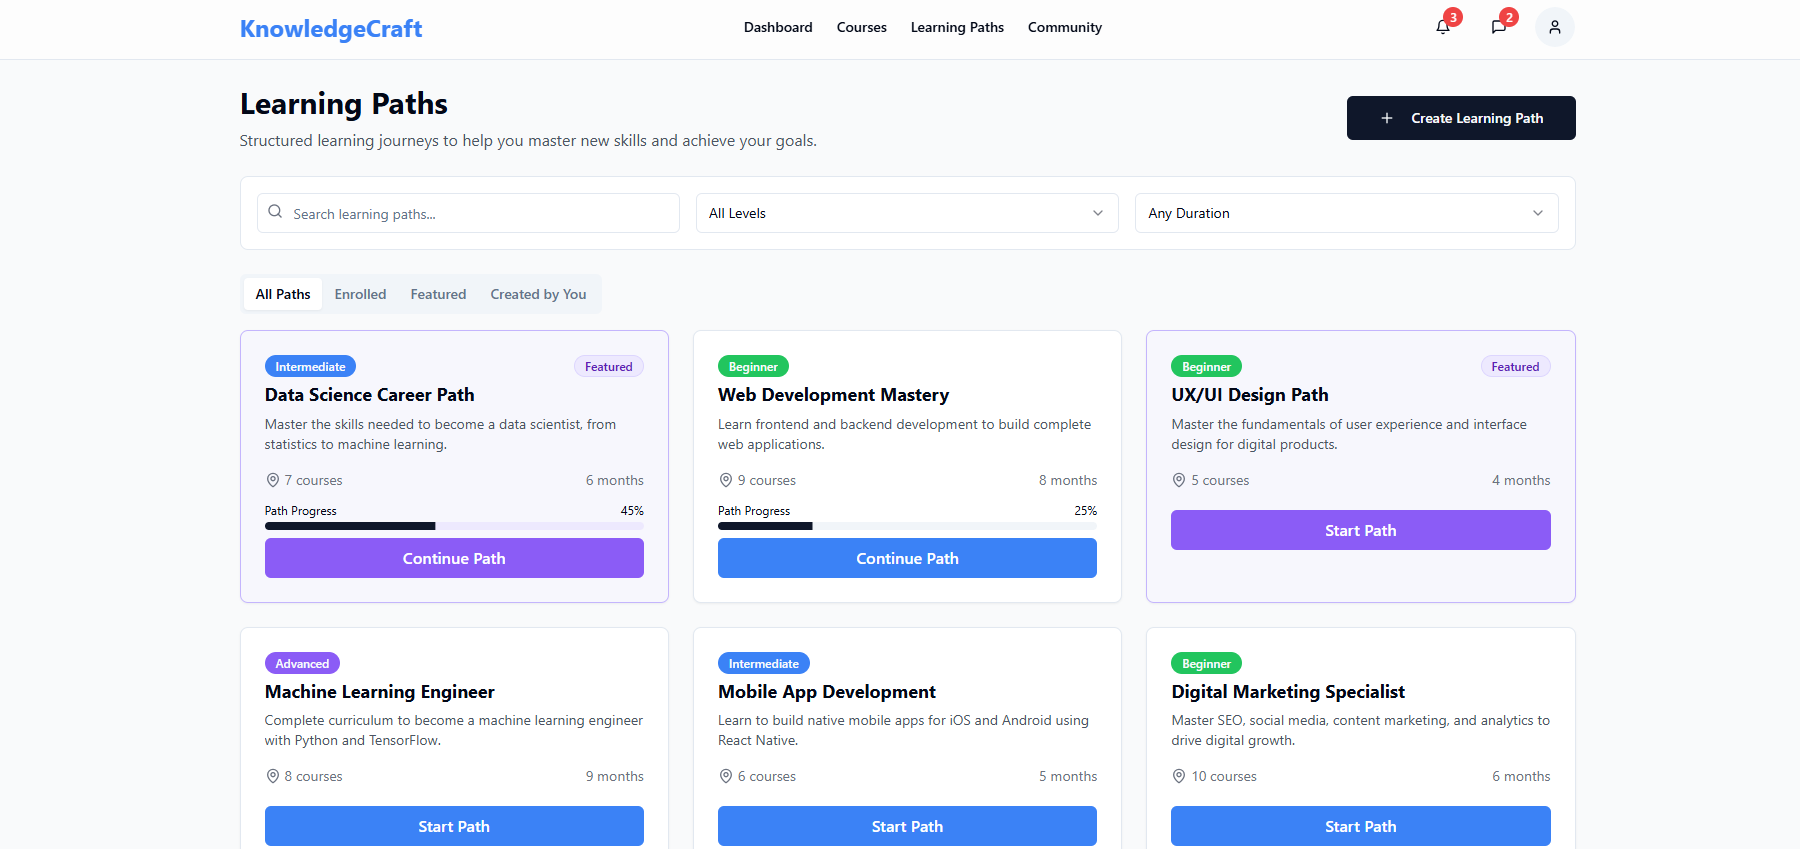 KnowledgeCraft
Dashboard Courses Learning Paths Community
3 2
Learning Paths
Structured learning journeys to help you master new skills and achieve your goals.
Create Learning Path
Search learning paths...
All Levels
Any Duration
All Paths Enrolled Featured Created by You
Intermediate Featured
Data Science Career Path
Master the skills needed to become a data scientist, from
statistics to machine learning.
7 courses 6 months
Path Progress 45%
Continue Path
Beginner
Web Development Mastery
Learn frontend and backend development to build complete
web applications.
9 courses 8 months
Path Progress 25%
Continue Path
Beginner Featured
UX/UI Design Path
Master the fundamentals of user experience and interface
design for digital products.
5 courses 4 months
Start Path
Advanced
Machine Learning Engineer
Complete curriculum to become a machine learning engineer
with Python and TensorFlow.
8 courses 9 months
Start Path
Intermediate
Mobile App Development
Learn to build native mobile apps for iOS and Android using
React Native.
6 courses 5 months
Start Path
Beginner
Digital Marketing Specialist
Master SEO, social media, content marketing, and analytics to
drive digital growth.
10 courses 6 months
Start Path